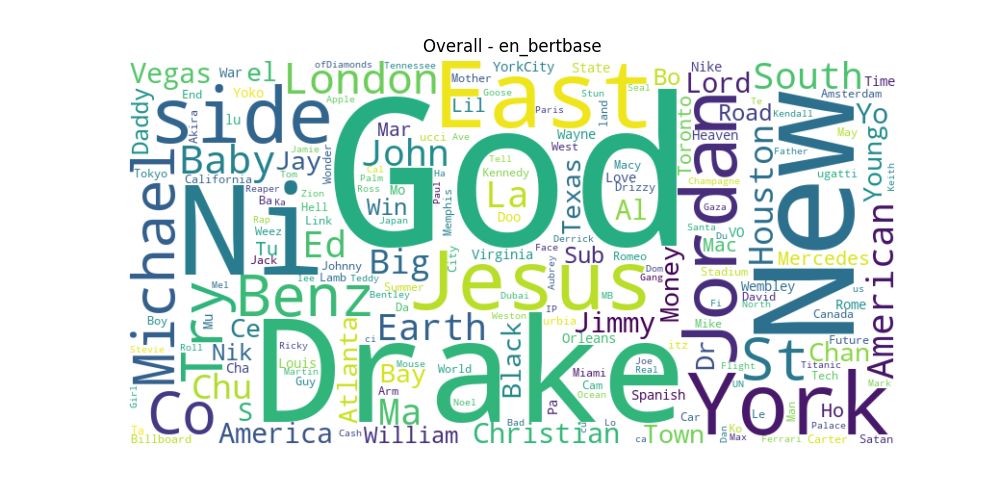 Overall - en_bertbase
Vegas War el London ofDiamonds Tennessee YorkCity State Bo Nike Lord South Time
Mother East Goose Stun Seal Amsterdam
Daddy End Yoko Apple Lil Paris land Road Kendall Yo
side Akira lu God Mar ucci Ave Wayne Toronto Heaven Te May
Baby Jay Jamie Wonder John West Macy Father Young
Tokyo California Tom Cal Tell Kennedy Love Drizzy Champagne ugatti Keith
Michael Ni Reaper Ba Ka Zion Palm Ross Mo Ha Paul La Texas Jordan Houston New
Rap Hell Link Win Japan Memphis Doo Al Gaza Santa Du VO
Weez Tu Jack Ed Johnny Big City Virginia Face Derrick Sub Romeo Mac American
Try Mel lee Lamb Teddy Jesus Aubrey Dom Gang Money Stadium Mercedes
Benz Bentley Summer Dubai MB Fi Wembley us
Boy Mu Da Weston IP David North Rome
Ce Earth urbia Jimmy Mike Canada
Stevie Roll Nik Ricky Atlanta ci Black Orleans itz Dr St Future Chan
Cha Louis Mouse Joe Flight Titanic
Girl Chu Martin Guy Bay World Miami Real UN Tech Mark
Co S Drake Arm Cam Ocean Spanish York
Noel Ma Pa Car Le Man Ho
Ta America Cash William Bad Christian cu Lo Town Ko Palace
Billboard ca Dan Max Ferrari Carter Satan